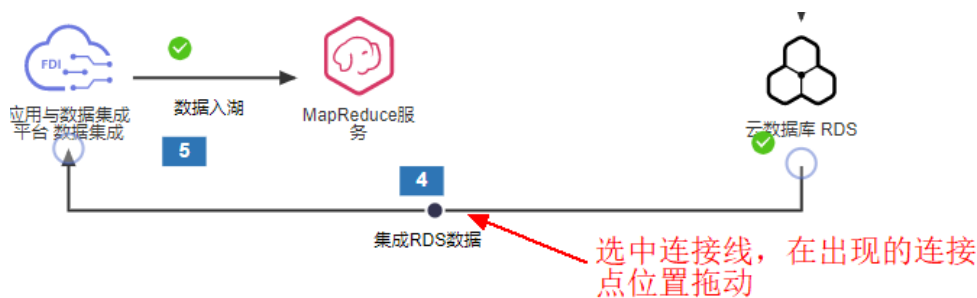 FDI
数据入湖
应用与数据集成
平台 数据集成
MapReduce服
务
云数据库 RDS
5
4
集成RDS数据
选中连接线，在出现的连接
点位置拖动